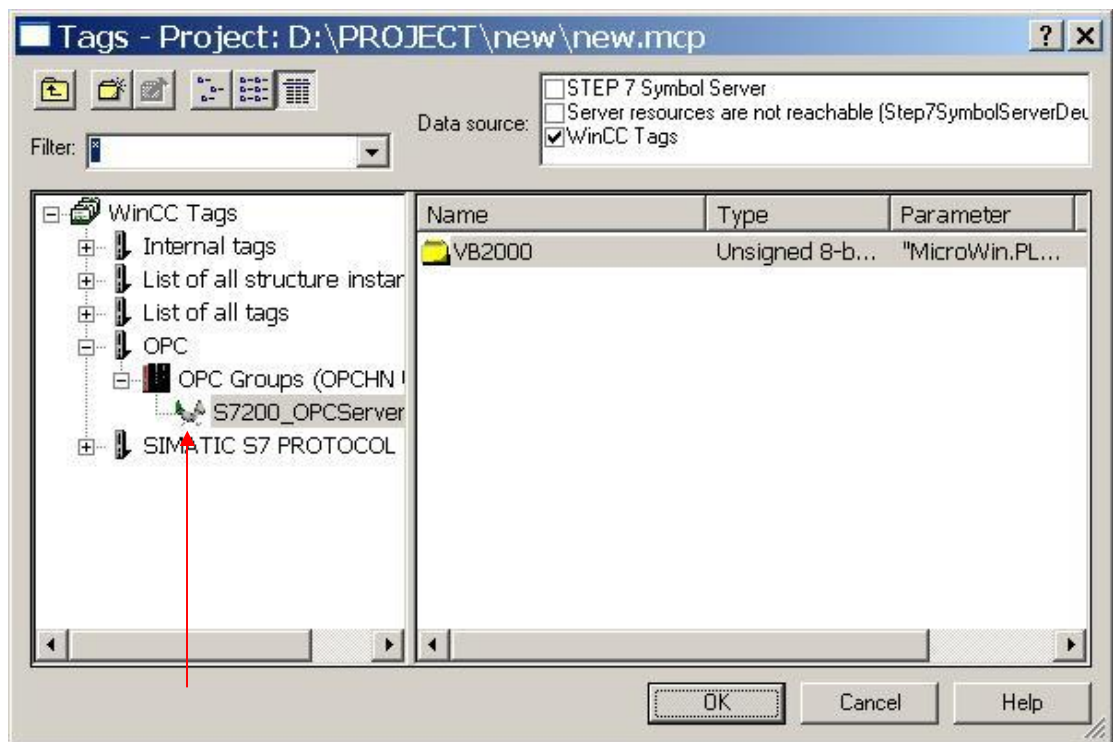 Tags - Project: D:\PROJECT\new\new.mcp
STEP 7 Symbol Server
Server resources are not reachable (Step7SymbolServerDeu
WinCC Tags
Data source:
Filter: *
WinCC Tags
Internal tags
List of all structure instar
List of all tags
OPC
OPC Groups (OPCHN
S7200_OPCServer
SIMATIC S7 PROTOCOL
Name Type Parameter
VB2000 Unsigned 8-b... "MicroWin.PL...
OK Cancel Help